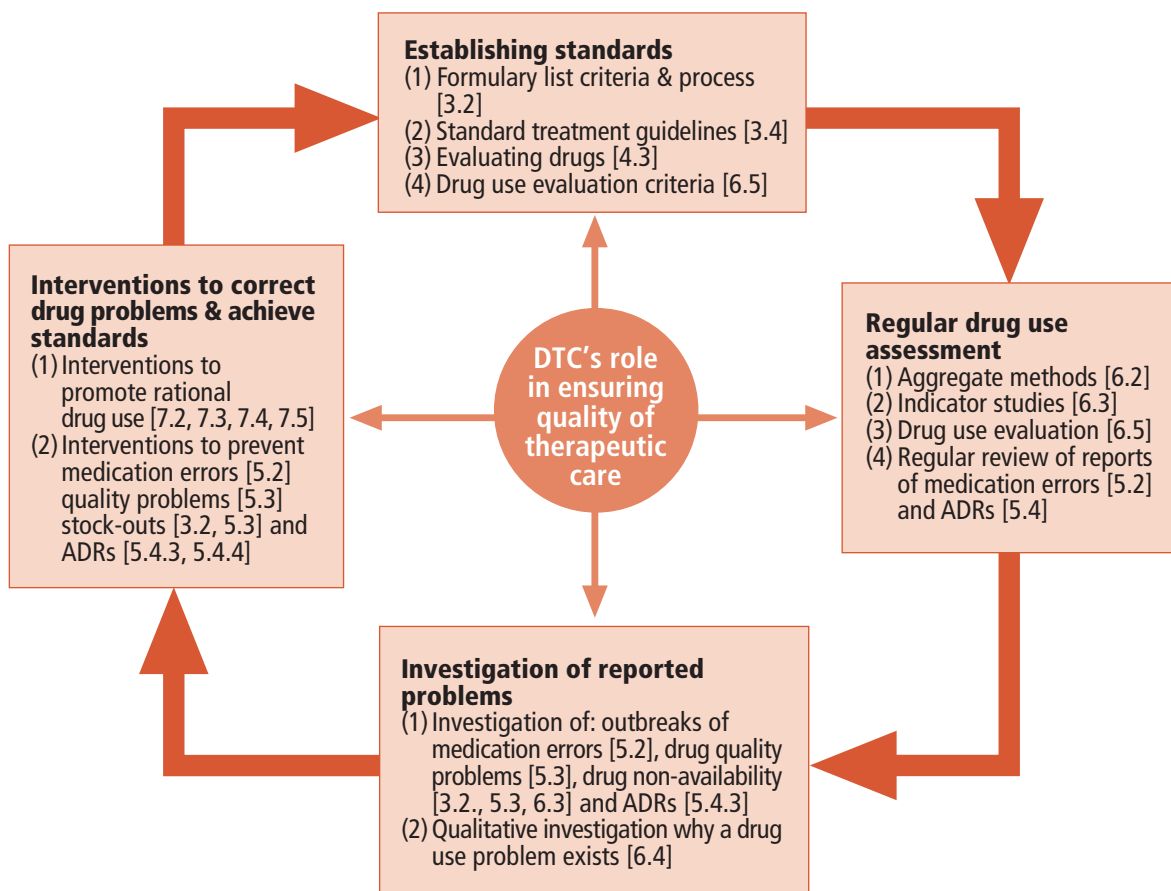 Establishing standards
(1) Formulary list criteria & process
[3.2]
(2) Standard treatment guidelines [3.4]
(3) Evaluating drugs [4.3]
(4) Drug use evaluation criteria [6.5]
Interventions to correct
drug problems & achieve
standards
(1) Interventions to
promote rational
drug use [7.2, 7.3, 7.4, 7.5]
(2) Interventions to prevent
medication errors [5.2]
quality problems [5.3]
stock-outs [3.2, 5.3] and
ADRs [5.4.3, 5.4.4]
DTC’s role
in ensuring
quality of
therapeutic
care
Regular drug use
assessment
(1) Aggregate methods [6.2]
(2) Indicator studies [6.3]
(3) Drug use evaluation [6.5]
(4) Regular review of reports
of medication errors [5.2]
and ADRs [5.4]
Investigation of reported
problems
(1) Investigation of: outbreaks of
medication errors [5.2], drug quality
problems [5.3], drug non-availability
[3.2., 5.3, 6.3] and ADRs [5.4.3]
(2) Qualitative investigation why a drug
use problem exists [6.4]